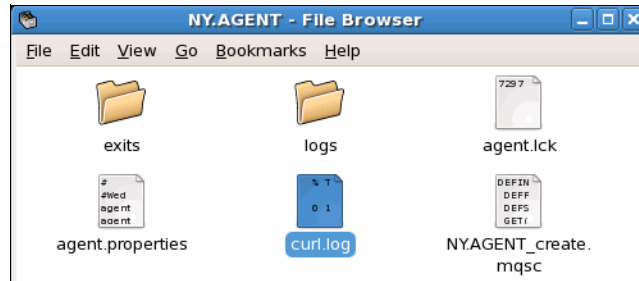 NY.AGENT - File Browser
File Edit View Go Bookmarks Help
7297
exits logs agent.lck
#
#Wed
agent
agent
% T
0 1
DEFIN
DEFF
DEFS
GET(
agent.properties curl.log NY.AGENT_create.
mqsc